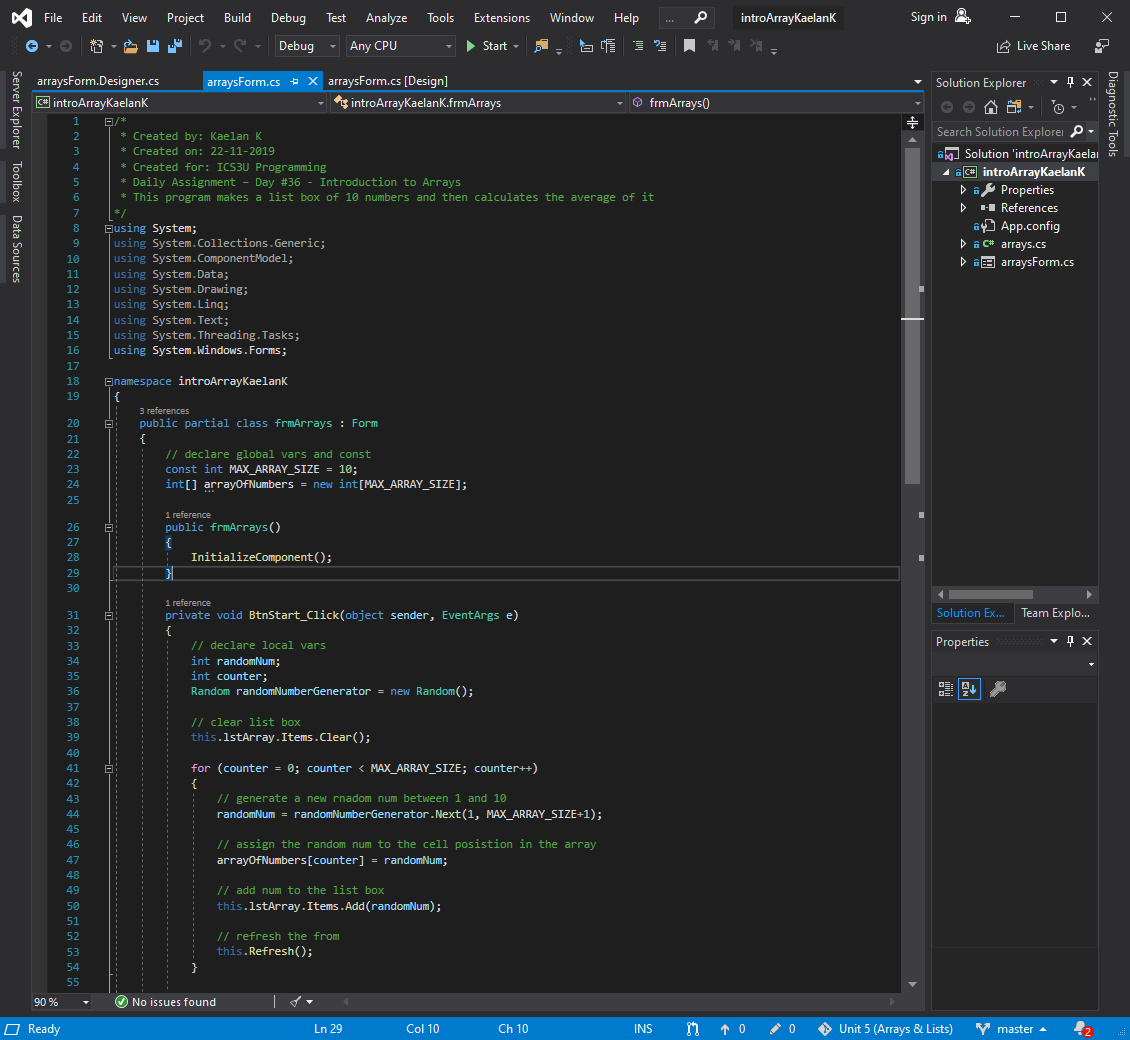 File Edit View Project Build Debug Test Analyze Tools Extensions Window Help ... introArrayKaelanK Sign in
Debug Any CPU Start Live Share
Server Explorer
Toolbox
Data Sources
arraysForm.Designer.cs arraysForm.cs arraysForm.cs [Design]
introArrayKaelanK introArrayKaelanK.frmArrays frmArrays()
1 /*
2 * Created by: Kaelan K
3 * Created on: 22-11-2019
4 * Created for: ICS3U Programming
5 * Daily Assignment – Day #36 - Introduction to Arrays
6 * This program makes a list box of 10 numbers and then calculates the average of it
7 */
8 using System;
9 using System.Collections.Generic;
10 using System.ComponentModel;
11 using System.Data;
12 using System.Drawing;
13 using System.Linq;
14 using System.Text;
15 using System.Threading.Tasks;
16 using System.Windows.Forms;
17
18 namespace introArrayKaelanK
19 {
3 references
20 public partial class frmArrays : Form
21 {
22 // declare global vars and const
23 const int MAX_ARRAY_SIZE = 10;
24 int[] arrayOfNumbers = new int[MAX_ARRAY_SIZE];
25
1 reference
26 public frmArrays()
27 {
28 InitializeComponent();
29 }
30
1 reference
31 private void BtnStart_Click(object sender, EventArgs e)
32 {
33 // declare local vars
34 int randomNum;
35 int counter;
36 Random randomNumberGenerator = new Random();
37
38 // clear list box
39 this.lstArray.Items.Clear();
40
41 for (counter = 0; counter < MAX_ARRAY_SIZE; counter++)
42 {
43 // generate a new rnadom num between 1 and 10
44 randomNum = randomNumberGenerator.Next(1, MAX_ARRAY_SIZE+1);
45
46 // assign the random num to the cell posistion in the array
47 arrayOfNumbers[counter] = randomNum;
48
49 // add num to the list box
50 this.lstArray.Items.Add(randomNum);
51
52 // refresh the from
53 this.Refresh();
54 }
55
90 % No issues found
Solution Explorer
Search Solution Explorer
Solution 'introArrayKaelar
C# introArrayKaelanK
Properties
References
App.config
C# arrays.cs
arraysForm.cs
Solution Ex... Team Explo...
Properties
Diagnostic Tools
Ready Ln 29 Col 10 Ch 10 INS 0 0 Unit 5 (Arrays & Lists) master 2